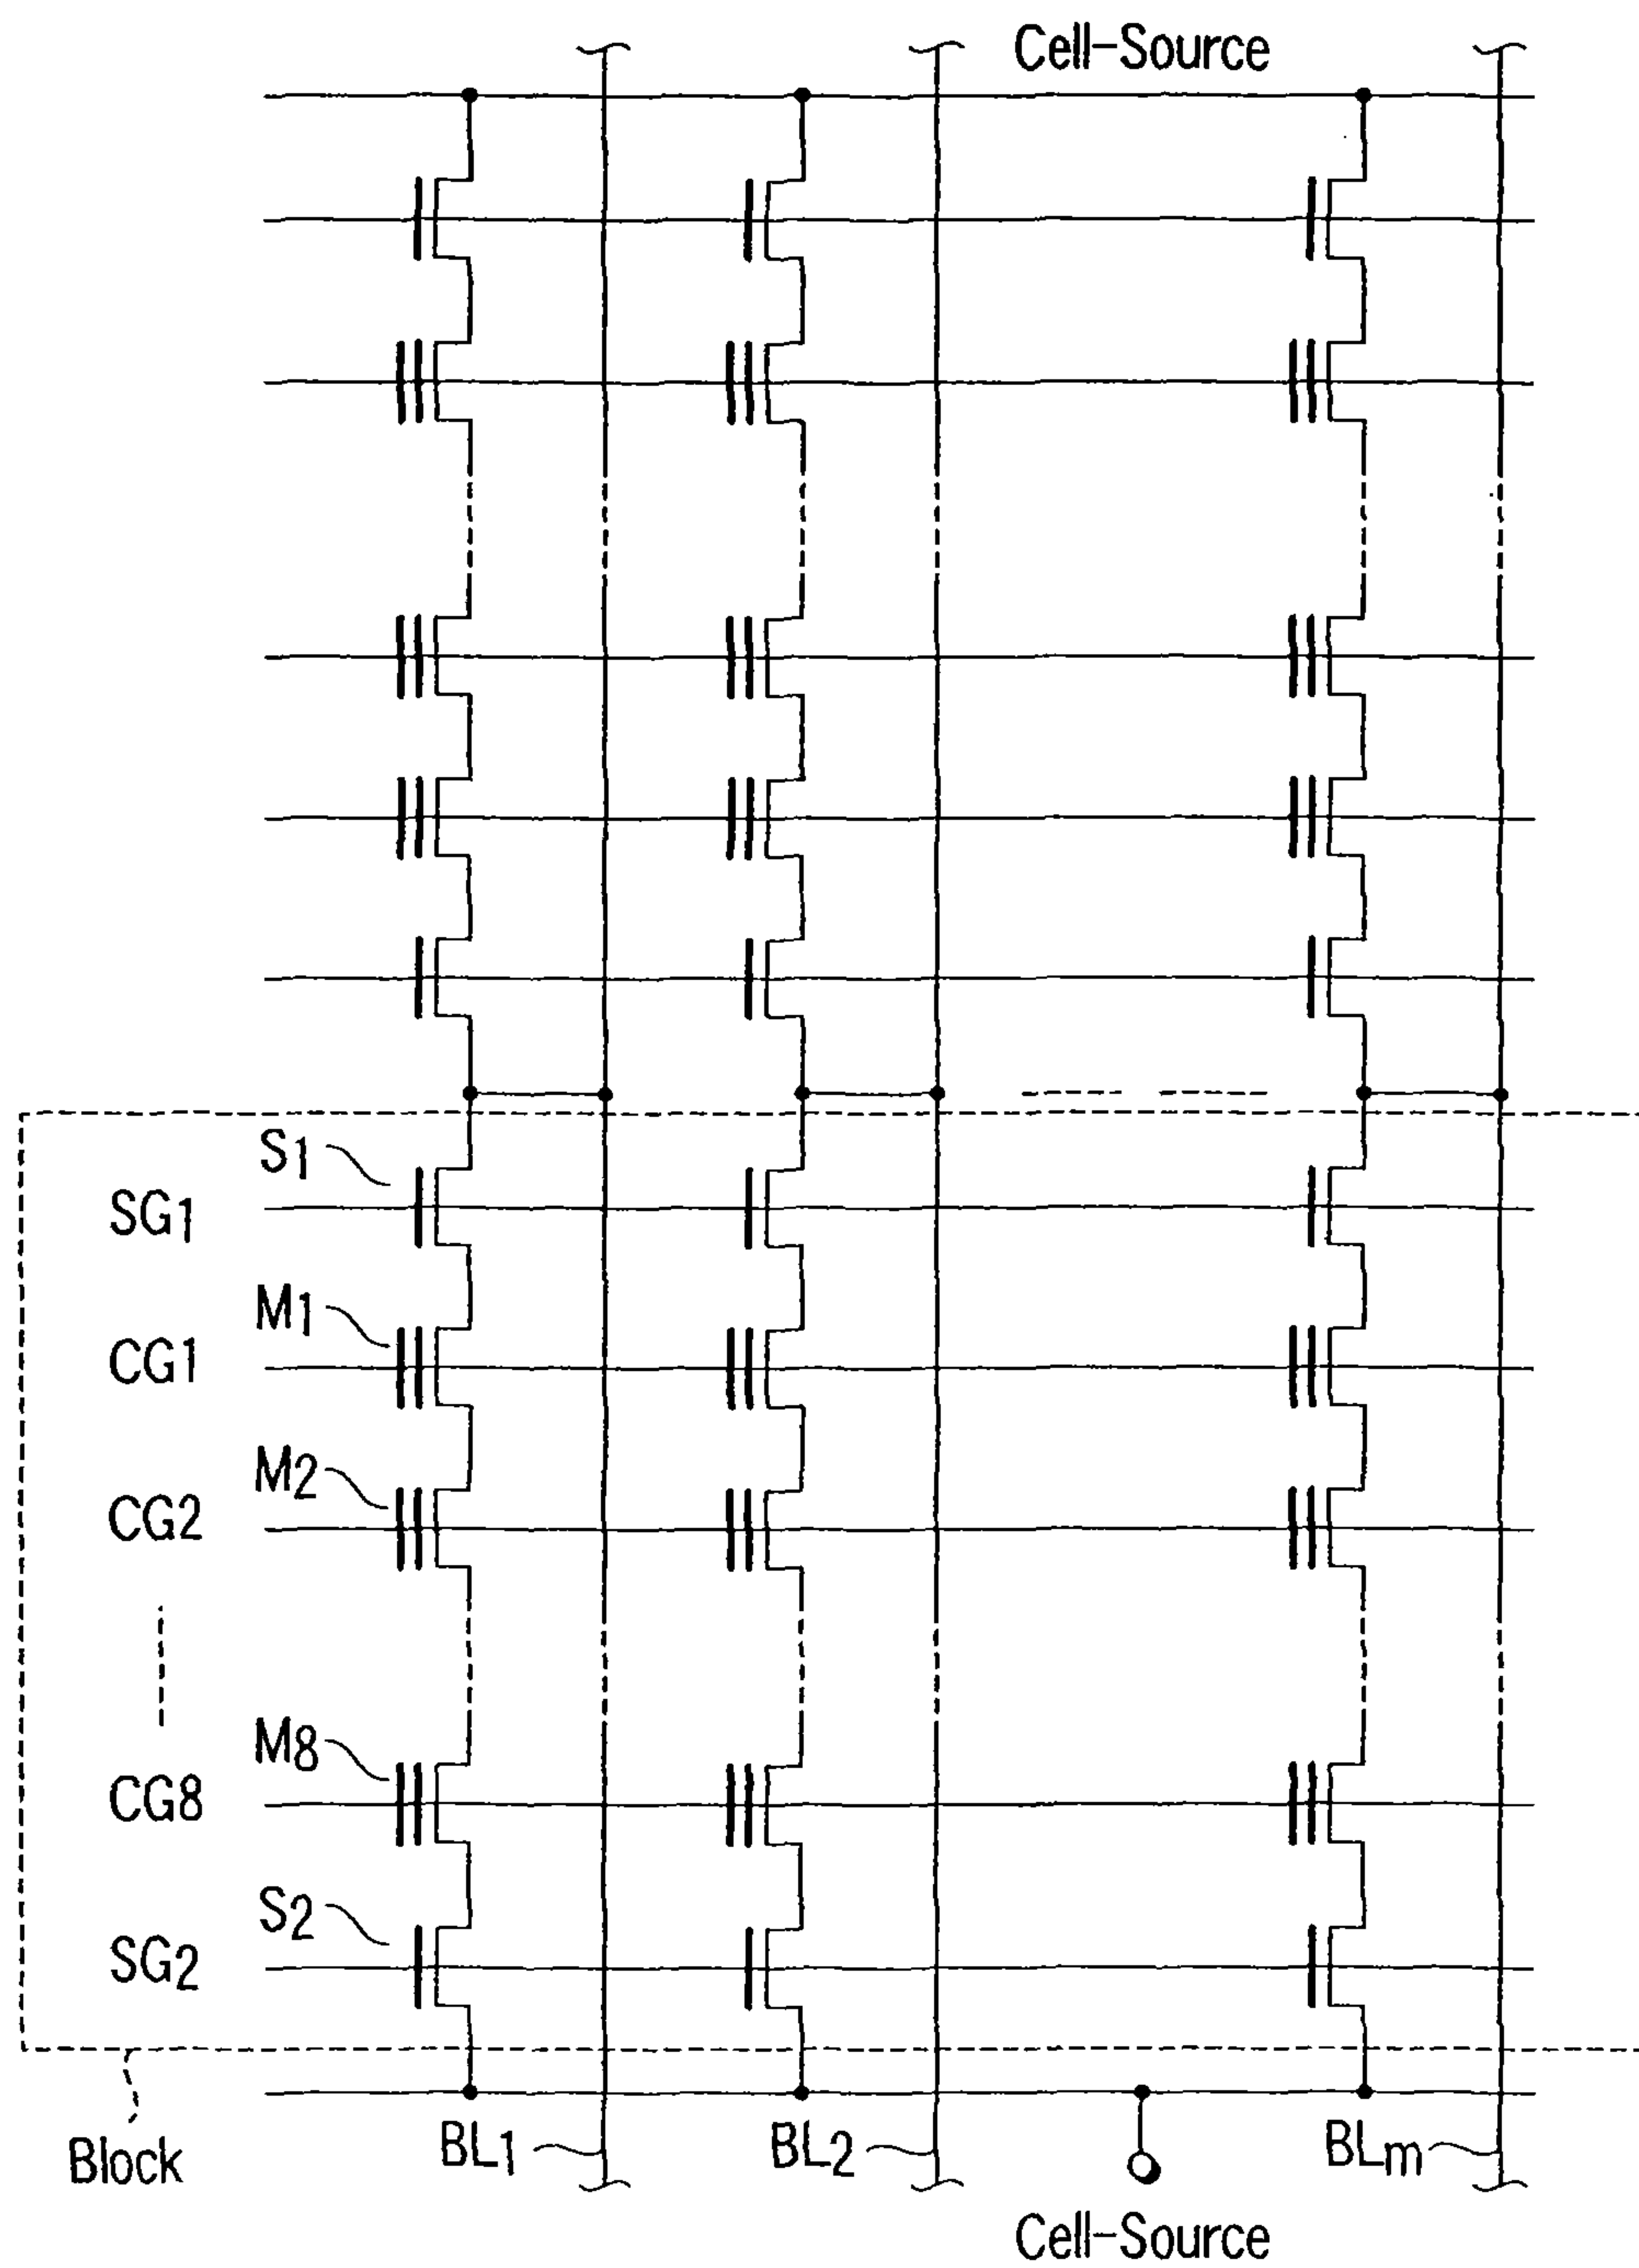 Cell-Source
S1
SG1
M1
CG1
M2
CG2
M8
CG8
S2
SG2
Block
BL1
BL2
BLm
Cell-Source